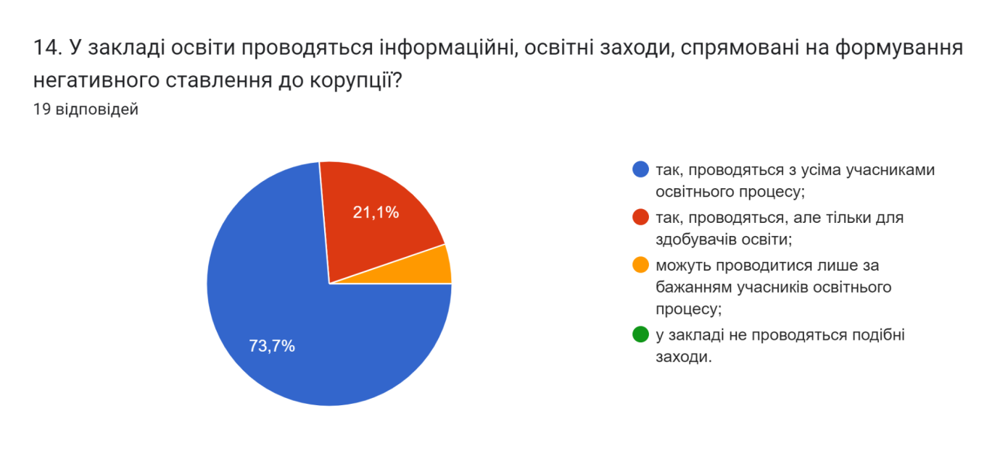 14. У закладі освіти проводяться інформаційні, освітні заходи, спрямовані на формування
негативного ставлення до корупції?
19 відповідей
21,1%
73,7%
так, проводяться з усіма учасниками
освітнього процесу;
так, проводяться, але тільки для
здобувачів освіти;
можуть проводитися лише за
бажанням учасників освітнього
процесу;
у закладі не проводяться подібні
заходи.